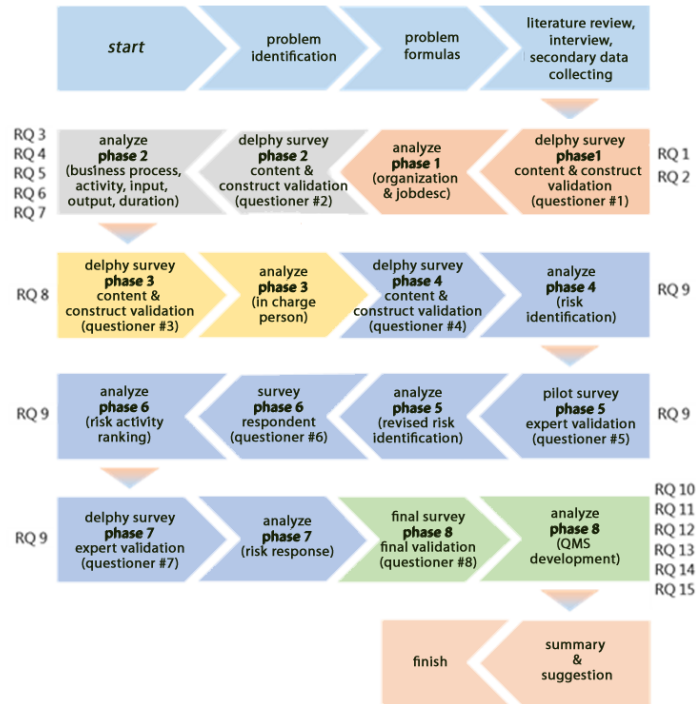 start
problem
identification
problem
formulas
literature review,
interview,
secondary data
collecting
RQ 3
RQ 4
RQ 5
RQ 6
RQ 7
analyze
phase 2
(business process,
activity, input,
output, duration)
delphy survey
phase 2
content &
construct validation
(questioner #2)
analyze
phase 1
(organization
& jobdesc)
delphy survey
phase1
content & construct
validation
(questioner #1)
RQ 1
RQ 2
RQ 8
delphy survey
phase 3
content &
construct validation
(questioner #3)
analyze
phase 3
(in charge
person)
delphy survey
phase 4
content &
construct validation
(questioner #4)
analyze
phase 4
(risk
identification)
RQ 9
RQ 9
analyze
phase 6
(risk activity
ranking)
survey
phase 6
respondent
(questioner #6)
analyze
phase 5
(revised risk
identification)
pilot survey
phase 5
expert validation
(questioner #5)
RQ 9
RQ 9
delphy survey
phase 7
expert validation
(questioner #7)
analyze
phase 7
(risk response)
final survey
phase 8
final validation
(questioner #8)
analyze
phase 8
(QMS
development)
RQ 10
RQ 11
RQ 12
RQ 13
RQ 14
RQ 15
finish
summary
&
suggestion